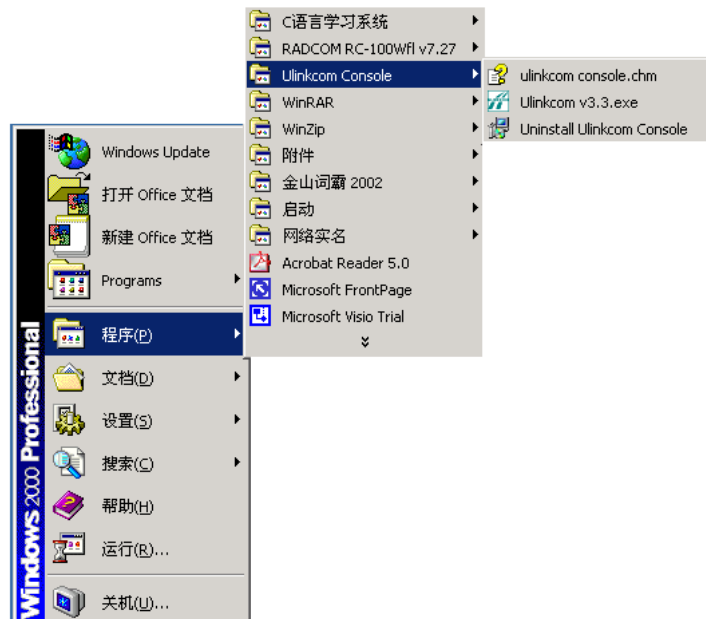 C语言学习系统
RADCOM RC-100Wfl v7.27
Ulinkcom Console
WinRAR
WinZip
附件
金山词霸 2002
启动
网络实名
Acrobat Reader 5.0
Microsoft FrontPage
Microsoft Visio Trial
ulinkcom console.chm
Ulinkcom v3.3.exe
Uninstall Ulinkcom Console
Windows Update
打开 Office 文档
新建 Office 文档
Programs
程序(P)
文档(D)
设置(S)
搜索(C)
帮助(H)
运行(R)...
关机(U)...
Windows 2000 Professional